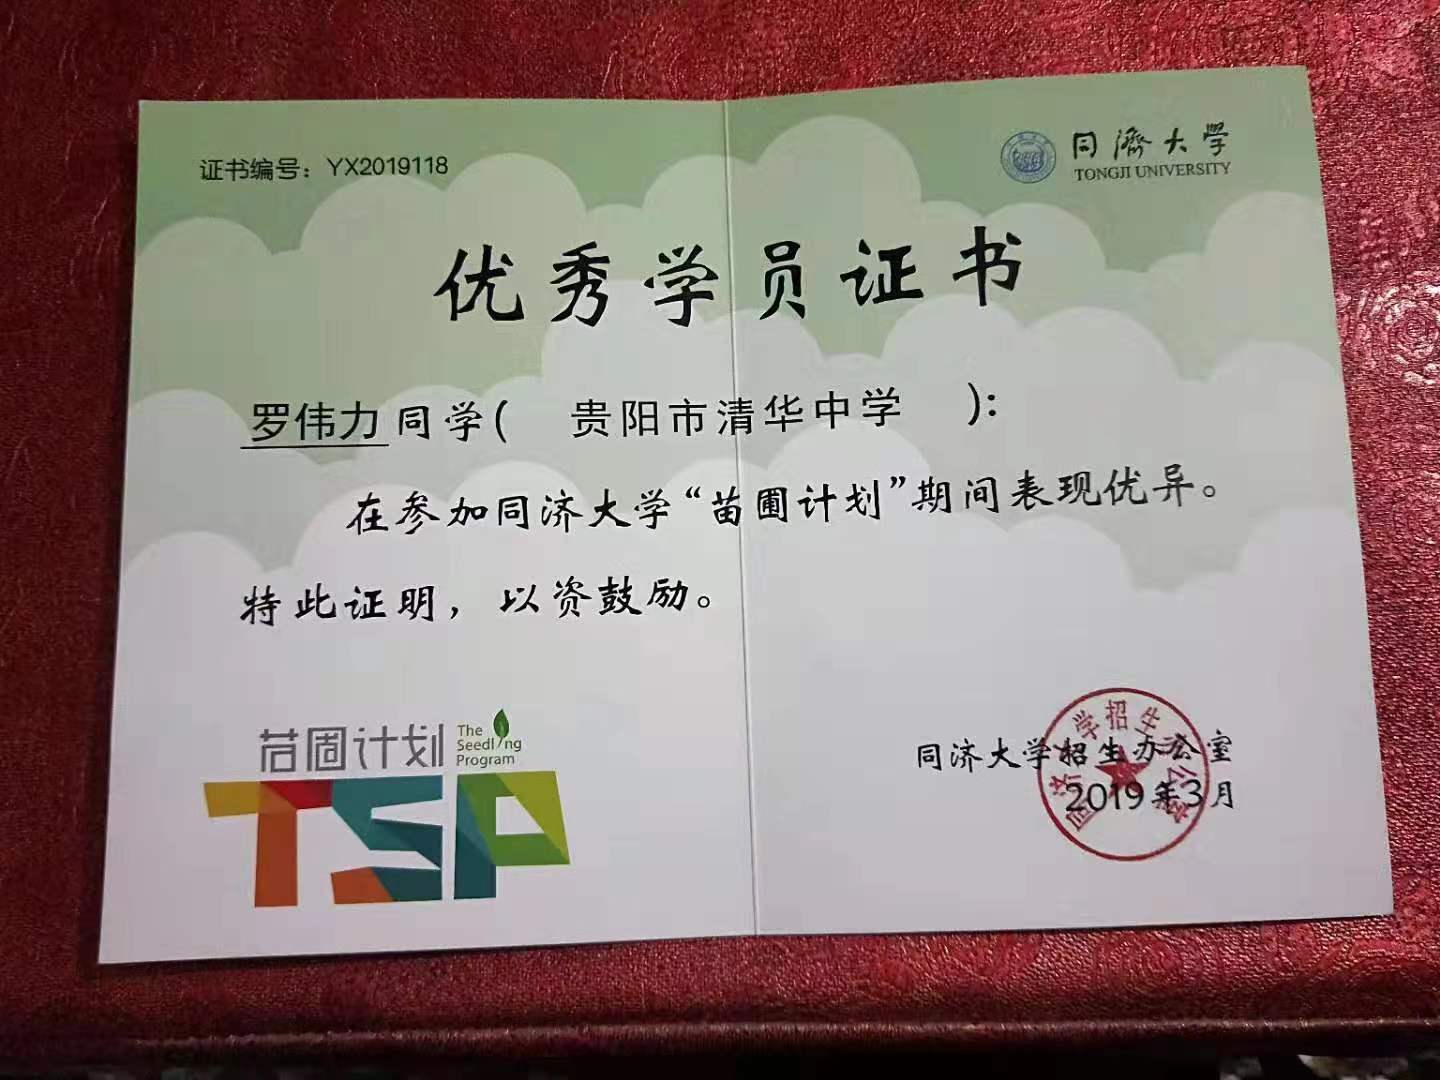 证书编号：YX2019118
同濟大学
TONGJI UNIVERSITY
优秀学员证书
罗伟力同学( 贵阳市清华中学 ):
在参加同济大学“苗圃计划”期间表现优异。
特此证明，以资鼓励。
苗圃计划
The
Seedling
Program
TSP
同济大学招生办公室
2019年3月
同济大学招生办公室